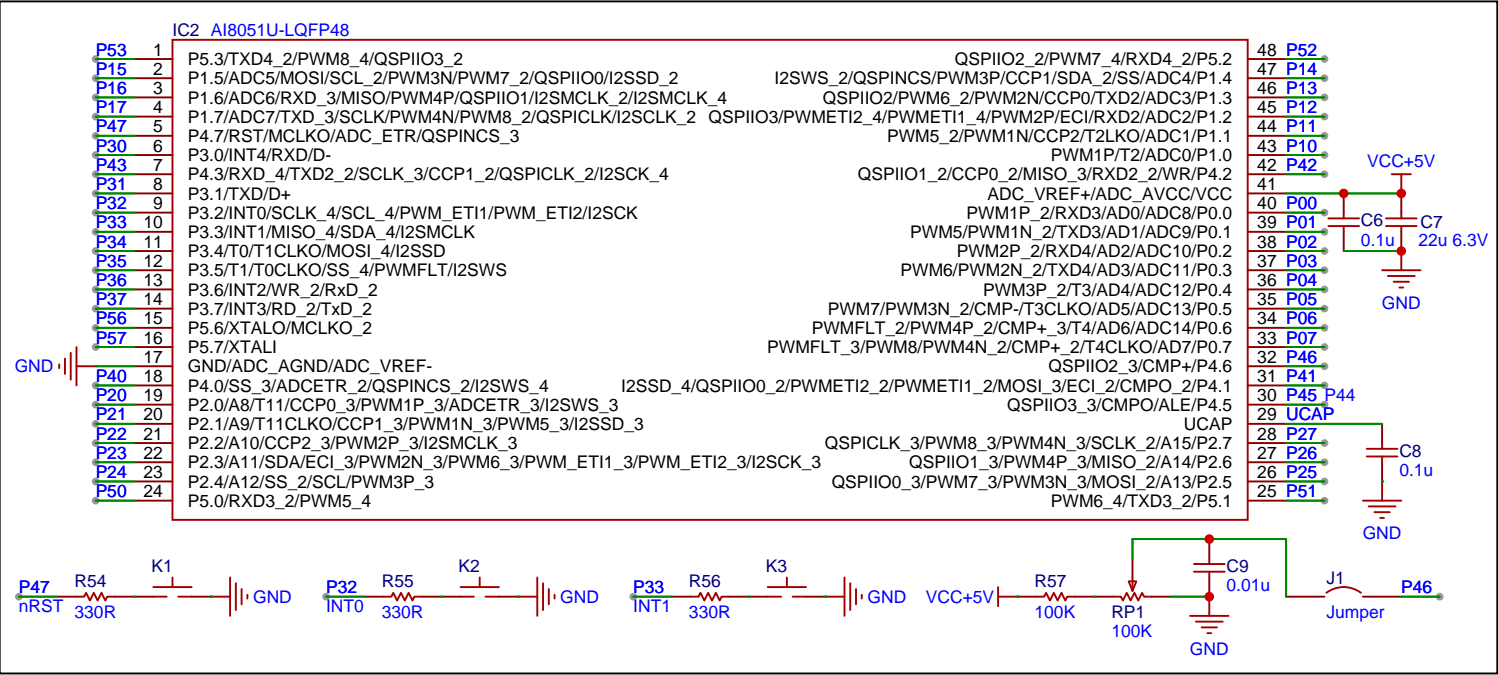 IC2 AI8051U-LQFP48
P53 1 P5.3/TXD4_2/PWM8_4/QSPIIO3_2
P15 2 P1.5/ADC5/MOSI/SCL_2/PWM3N/PWM7_2/QSPIIO0/I2SSD_2
P16 3 P1.6/ADC6/RXD_3/MISO/PWM4P/QSPIIO1/I2SMCLK_2/I2SMCLK_4
P17 4 P1.7/ADC7/TXD_3/SCLK/PWM4N/PWM8_2/QSPICLK/I2SCLK_2
P47 5 P4.7/RST/MCLKO/ADC_ETR/QSPINCS_3
P30 6 P3.0/INT4/RXD/D-
P43 7 P4.3/RXD_4/TXD2_2/SCLK_3/CCP1_2/QSPICLK_2/I2SCK_4
P31 8 P3.1/TXD/D+
P32 9 P3.2/INT0/SCLK_4/SCL_4/PWM_ETI1/PWM_ETI2/I2SCK
P33 10 P3.3/INT1/MISO_4/SDA_4/I2SMCLK
P34 11 P3.4/T0/T1CLKO/MOSI_4/I2SSD
P35 12 P3.5/T1/T0CLKO/SS_4/PWMFLT/I2SWS
P36 13 P3.6/INT2/WR_2/RxD_2
P37 14 P3.7/INT3/RD_2/TxD_2
P56 15 P5.6/XTALO/MCLKO_2
P57 16 P5.7/XTALI
GND 17 GND/ADC_AGND/ADC_VREF-
P40 18 P4.0/SS_3/ADCETR_2/QSPINCS_2/I2SWS_4
P20 19 P2.0/A8/T11/CCP0_3/PWM1P_3/ADCETR_3/I2SWS_3
P21 20 P2.1/A9/T11CLKO/CCP1_3/PWM1N_3/PWM5_3/I2SSD_3
P22 21 P2.2/A10/CCP2_3/PWM2P_3/I2SMCLK_3
P23 22 P2.3/A11/SDA/ECI_3/PWM2N_3/PWM6_3/PWM_ETI1_3/PWM_ETI2_3/I2SCK_3
P24 23 P2.4/A12/SS_2/SCL/PWM3P_3
P50 24 P5.0/RXD3_2/PWM5_4
QSPIIO2_2/PWM7_4/RXD4_2/P5.2 48 P52
I2SWS_2/QSPINCS/PWM3P/CCP1/SDA_2/SS/ADC4/P1.4 47 P14
QSPIIO2/PWM6_2/PWM2N/CCP0/TXD2/ADC3/P1.3 46 P13
QSPIIO3/PWMETI2_4/PWMETI1_4/PWM2P/ECI/RXD2/ADC2/P1.2 45 P12
PWM5_2/PWM1N/CCP2/T2LKO/ADC1/P1.1 44 P11
PWM1P/T2/ADC0/P1.0 43 P10
QSPIIO1_2/CCP0_2/MISO_3/RXD2_2/WR/P4.2 42 P42
ADC_VREF+/ADC_AVCC/VCC 41
PWM1P_2/RXD3/AD0/ADC8/P0.0 40 P00
PWM5/PWM1N_2/TXD3/AD1/ADC9/P0.1 39 P01
PWM2P_2/RXD4/AD2/ADC10/P0.2 38 P02
PWM6/PWM2N_2/TXD4/AD3/ADC11/P0.3 37 P03
PWM3P_2/T3/AD4/ADC12/P0.4 36 P04
PWM7/PWM3N_2/CMP-/T3CLKO/AD5/ADC13/P0.5 35 P05
PWMFLT_2/PWM4P_2/CMP+_3/T4/AD6/ADC14/P0.6 34 P06
PWMFLT_3/PWM8/PWM4N_2/CMP+_2/T4CLKO/AD7/P0.7 33 P07
QSPIIO2_3/CMP+/P4.6 32 P46
I2SSD_4/QSPIIO0_2/PWMETI2_2/PWMETI1_2/MOSI_3/ECI_2/CMPO_2/P4.1 31 P41
QSPIIO3_3/CMPO/ALE/P4.5 30 P45 P44
UCAP 29 UCAP
QSPICLK_3/PWM8_3/PWM4N_3/SCLK_2/A15/P2.7 28 P27
QSPIIO1_3/PWM4P_3/MISO_2/A14/P2.6 27 P26
QSPIIO0_3/PWM7_3/PWM3N_3/MOSI_2/A13/P2.5 26 P25
PWM6_4/TXD3_2/P5.1 25 P51
VCC+5V
C6
0.1u
C7
22u 6.3V
GND
C8
0.1u
GND
P47
nRST
R54
330R
K1
GND
P32
INT0
R55
330R
K2
GND
P33
INT1
R56
330R
K3
GND
VCC+5V
R57
100K
RP1
100K
C9
0.01u
GND
J1
Jumper
P46